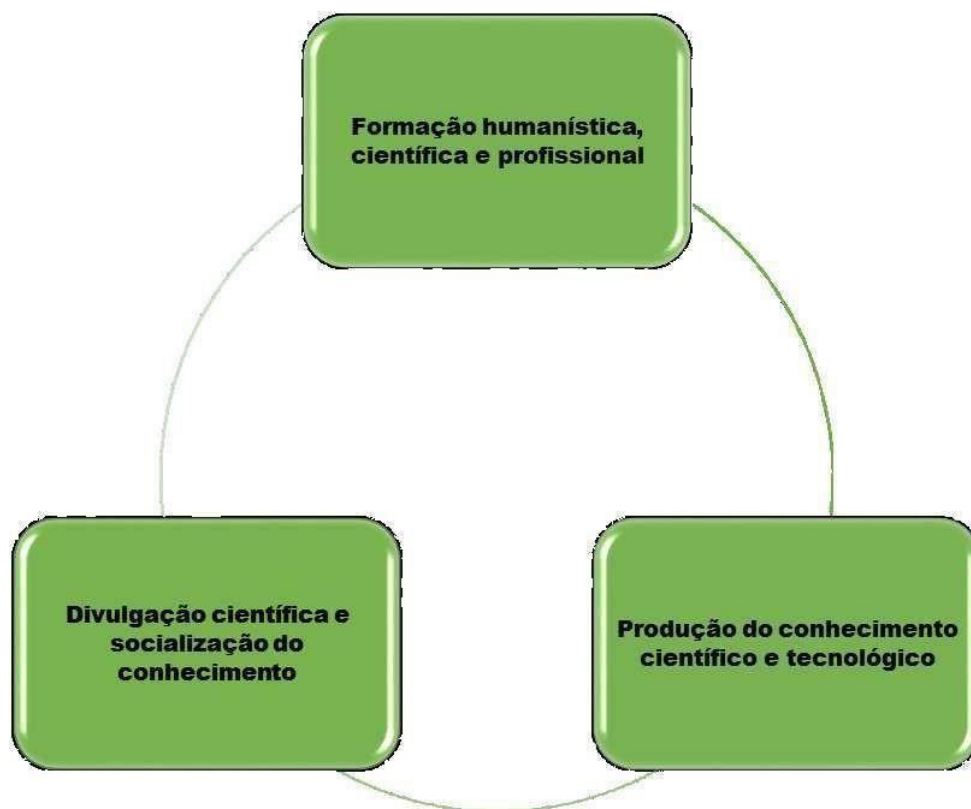 Formação humanística,
científica e profissional
Divulgação científica e
socialização do
conhecimento
Produção do conhecimento
científico e tecnológico